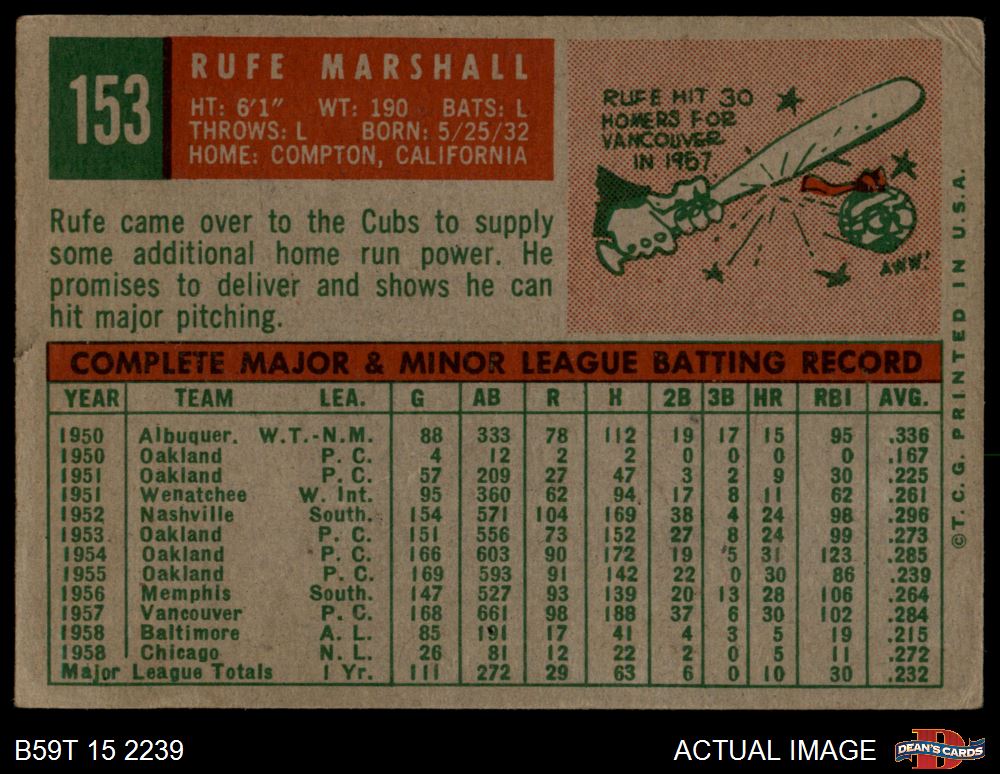 153
RUFE MARSHALL
HT: 6'1" WT: 190 BATS: L
THROWS: L BORN: 5/25/32
HOME: COMPTON, CALIFORNIA
RUFE HIT 30
HOMERS FOR
VANCOUVER
IN 1957
AWW!
Rufe came over to the Cubs to supply
some additional home run power. He
promises to deliver and shows he can
hit major pitching.
COMPLETE MAJOR & MINOR LEAGUE BATTING RECORD
YEAR TEAM LEA. G AB R H 2B 3B HR RBI AVG.
1950 Albuquer. W.T.-N.M. 88 333 78 112 19 17 15 95 .336
1950 Oakland P. C. 4 12 2 2 0 0 0 0 .167
1951 Oakland P. C. 57 209 27 47 3 2 9 30 .225
1951 Wenatchee W. Int. 95 360 62 94 17 8 11 62 .261
1952 Nashville South. 154 571 104 169 38 4 24 98 .296
1953 Oakland P. C. 151 556 73 152 27 8 24 99 .273
1954 Oakland P. C. 166 603 90 172 19 5 31 123 .285
1955 Oakland P. C. 169 593 91 142 22 0 30 86 .239
1956 Memphis South. 147 527 93 139 20 13 28 106 .264
1957 Vancouver P. C. 168 661 98 188 37 6 30 102 .284
1958 Baltimore A. L. 85 191 17 41 4 3 5 19 .215
1958 Chicago N. L. 26 81 12 22 2 0 5 11 .272
Major League Totals 1 Yr. 111 272 29 63 6 0 10 30 .232
©T. C. G. PRINTED IN U.S.A.
B59T 15 2239
ACTUAL IMAGE
DEAN'S CARDS